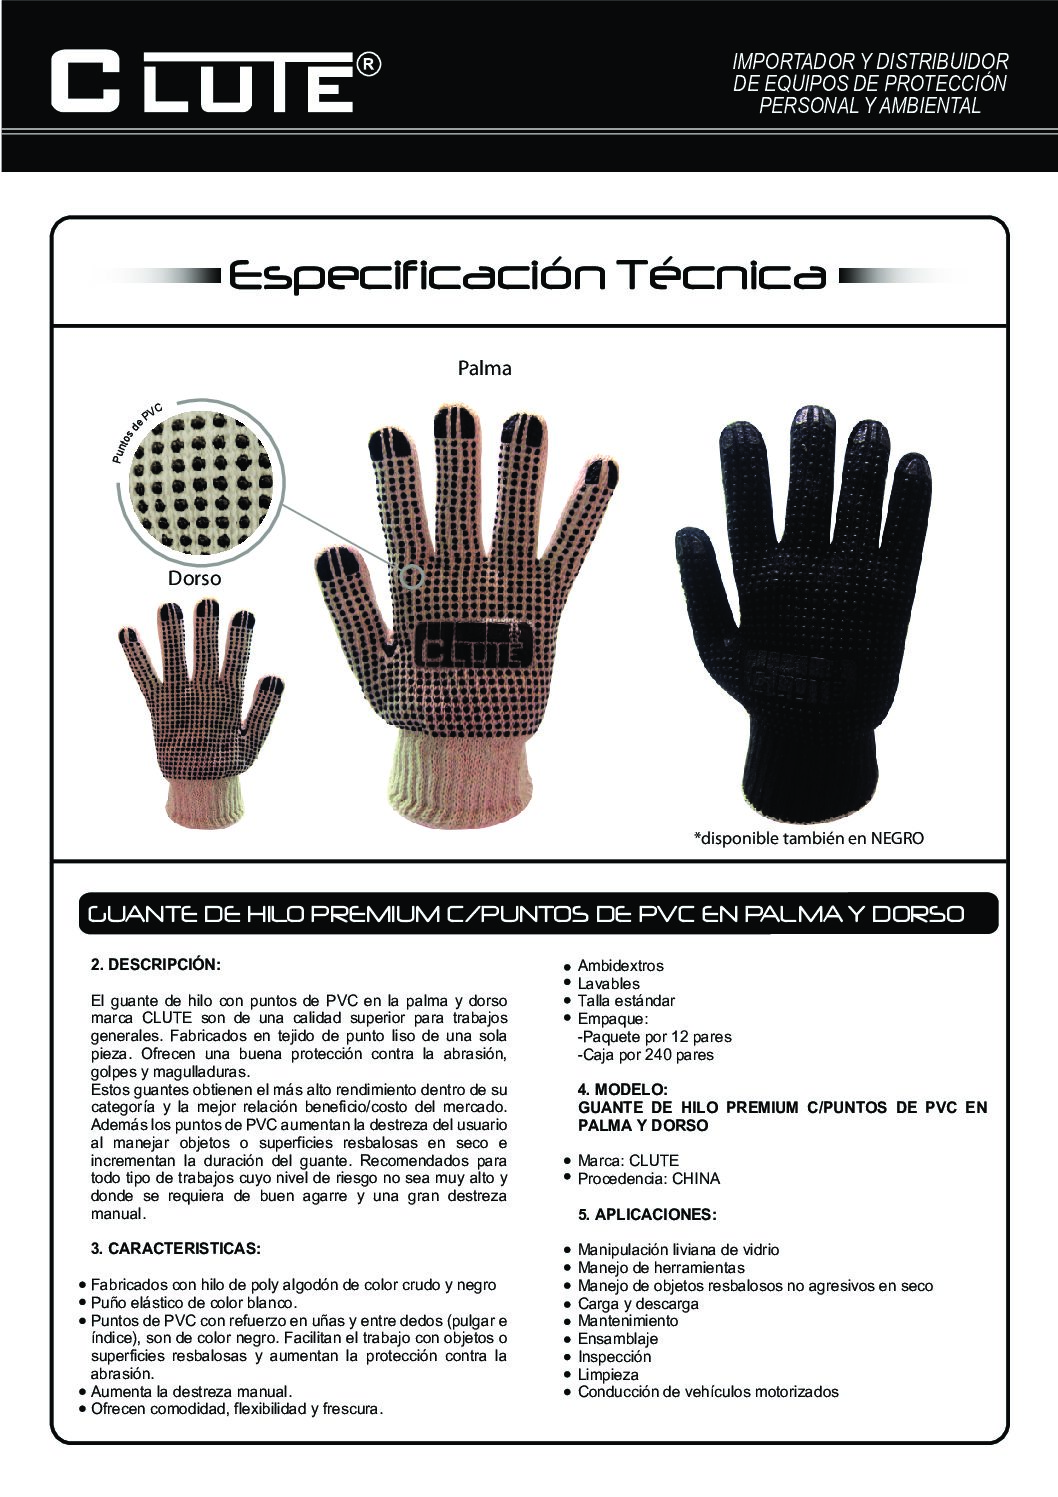 CLUTE®
IMPORTADOR Y DISTRIBUIDOR
DE EQUIPOS DE PROTECCIÓN
PERSONAL Y AMBIENTAL
Especificación Técnica
Palma
Puntos de PVC
Dorso
CLUTE
*disponible también en NEGRO
GUANTE DE HILO PREMIUM C/PUNTOS DE PVC EN PALMA Y DORSO
2. DESCRIPCIÓN:
El guante de hilo con puntos de PVC en la palma y dorso
marca CLUTE son de una calidad superior para trabajos
generales. Fabricados en tejido de punto liso de una sola
pieza. Ofrecen una buena protección contra la abrasión,
golpes y magulladuras.
Estos guantes obtienen el más alto rendimiento dentro de su
categoría y la mejor relación beneficio/costo del mercado.
Además los puntos de PVC aumentan la destreza del usuario
al manejar objetos o superficies resbalosas en seco e
incrementan la duración del guante. Recomendados para
todo tipo de trabajos cuyo nivel de riesgo no sea muy alto y
donde se requiera de buen agarre y una gran destreza
manual.
3. CARACTERISTICAS:
• Fabricados con hilo de poly algodón de color crudo y negro
• Puño elástico de color blanco.
• Puntos de PVC con refuerzo en uñas y entre dedos (pulgar e
índice), son de color negro. Facilitan el trabajo con objetos o
superficies resbalosas y aumentan la protección contra la
abrasión.
• Aumenta la destreza manual.
• Ofrecen comodidad, flexibilidad y frescura.
• Ambidextros
• Lavables
• Talla estándar
• Empaque:
-Paquete por 12 pares
-Caja por 240 pares
4. MODELO:
GUANTE DE HILO PREMIUM C/PUNTOS DE PVC EN
PALMA Y DORSO
• Marca: CLUTE
• Procedencia: CHINA
5. APLICACIONES:
• Manipulación liviana de vidrio
• Manejo de herramientas
• Manejo de objetos resbalosos no agresivos en seco
• Carga y descarga
• Mantenimiento
• Ensamblaje
• Inspección
• Limpieza
• Conducción de vehículos motorizados